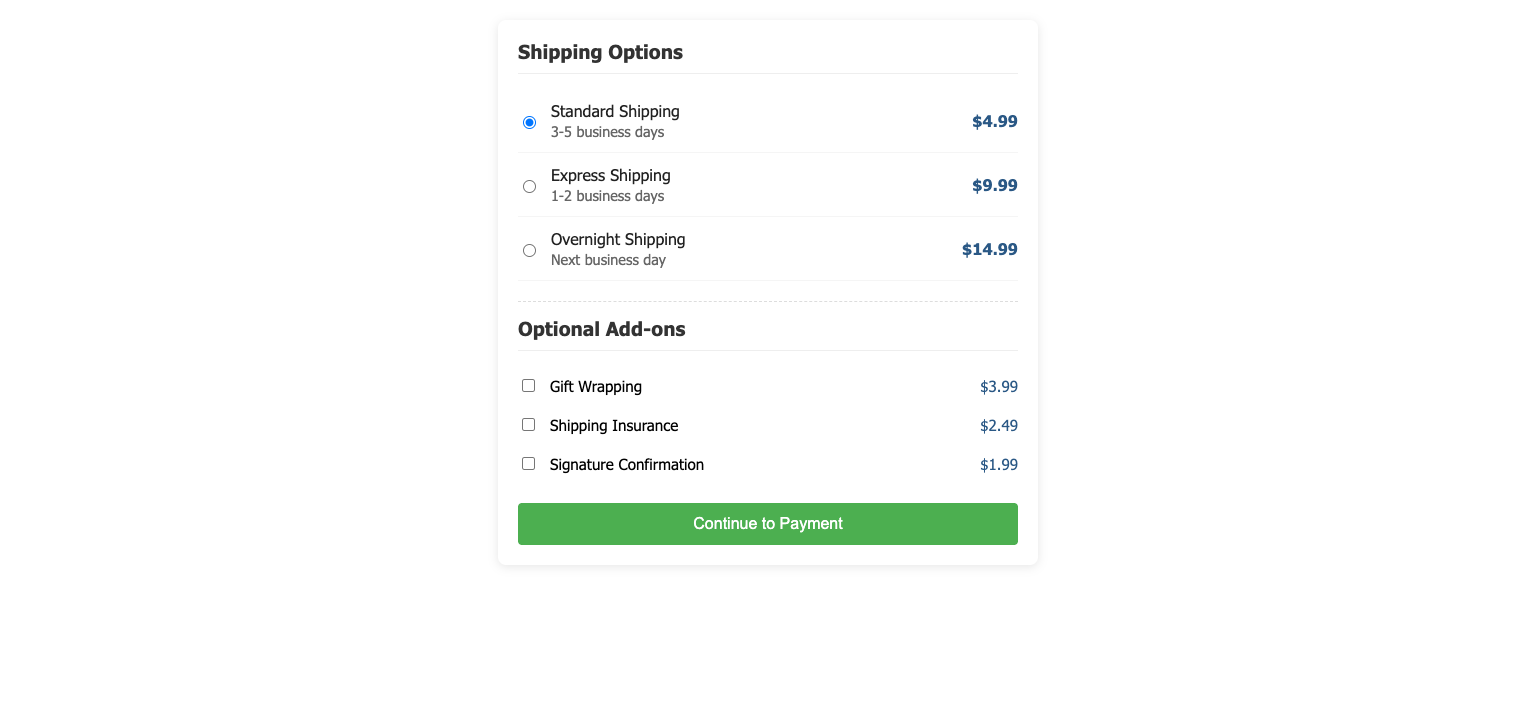 Shipping Options
Standard Shipping
3-5 business days
$4.99
Express Shipping
1-2 business days
$9.99
Overnight Shipping
Next business day
$14.99
Optional Add-ons
Gift Wrapping $3.99
Shipping Insurance $2.49
Signature Confirmation $1.99
Continue to Payment